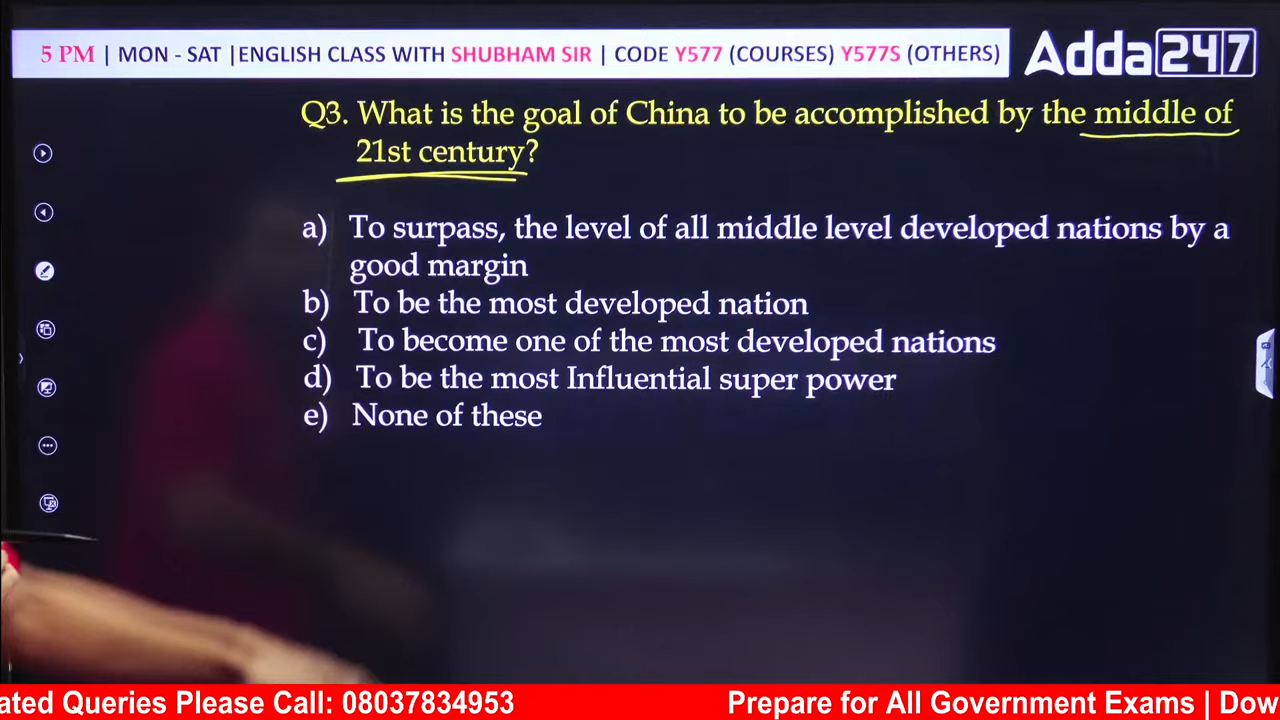 5 PM | MON - SAT |ENGLISH CLASS WITH SHUBHAM SIR | CODE Y577 (COURSES) Y577S (OTHERS)
Adda247
Q3. What is the goal of China to be accomplished by the middle of
21st century?
a) To surpass, the level of all middle level developed nations by a
good margin
b) To be the most developed nation
c) To become one of the most developed nations
d) To be the most Influential super power
e) None of these
ated Queries Please Call: 08037834953 Prepare for All Government Exams | Dow